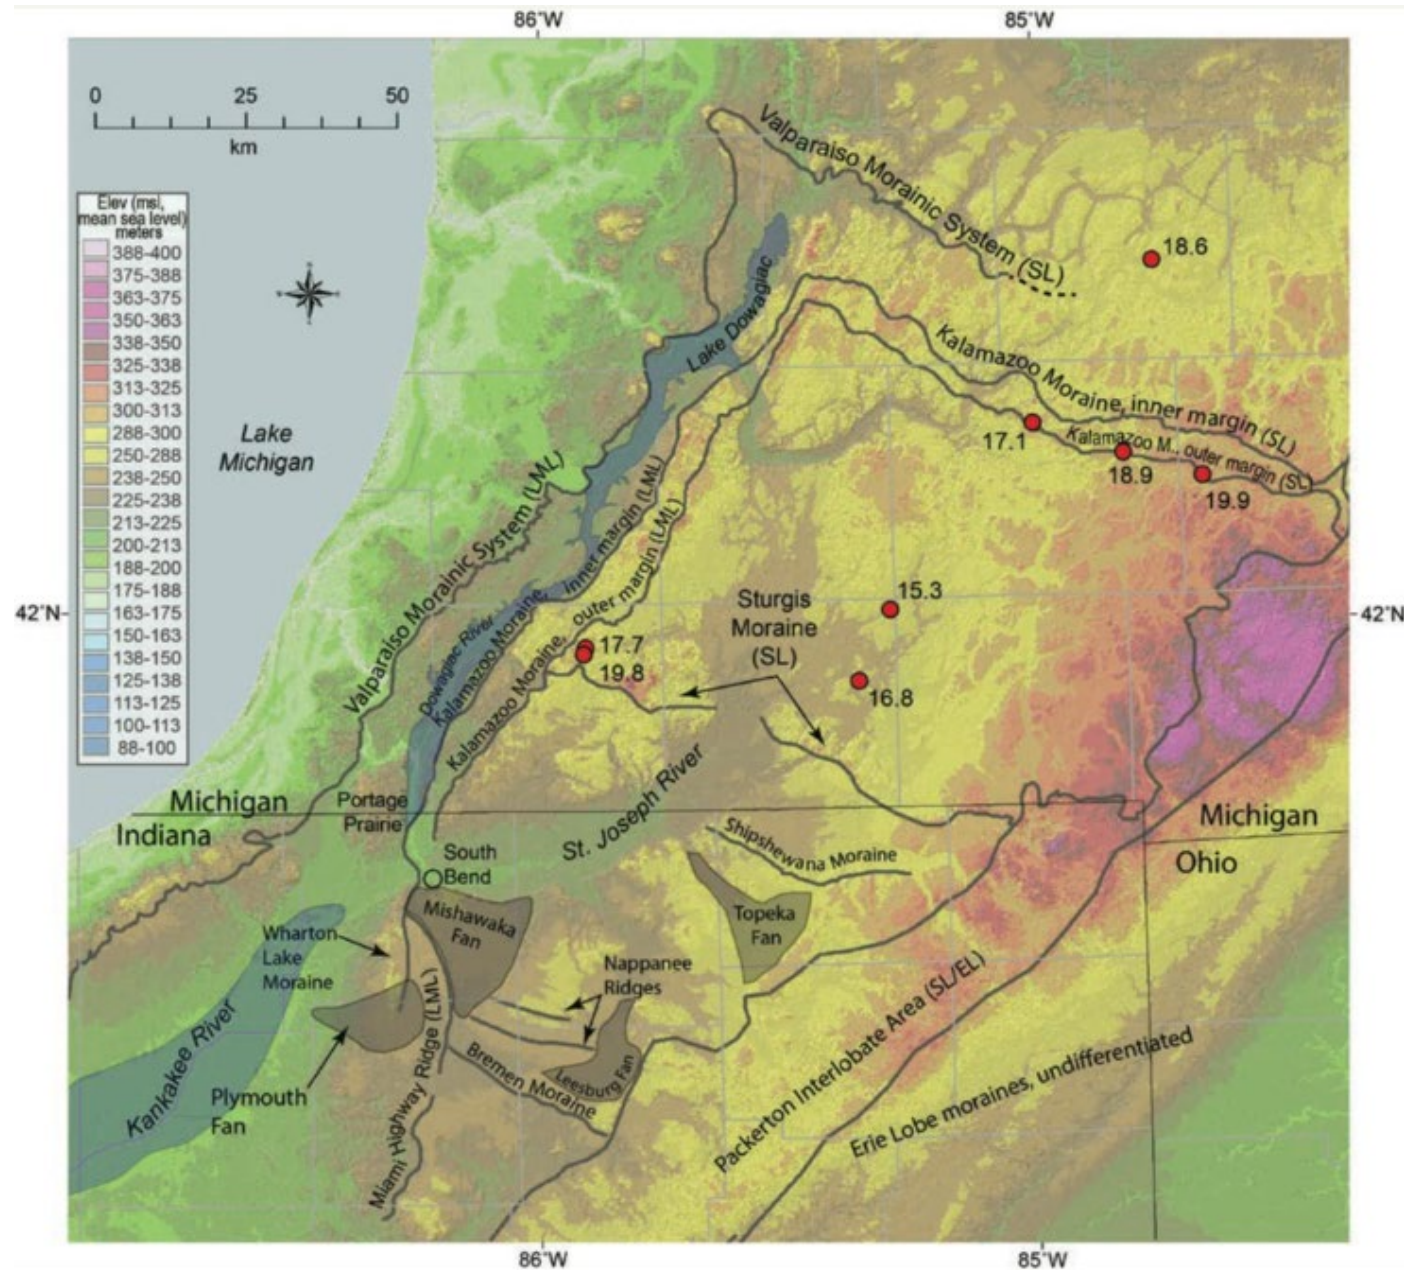 86°W
85°W
0 25 50
km
Elev (msl,
mean sea level)
meters
388-400
375-388
363-375
350-363
338-350
325-338
313-325
300-313
288-300
250-288
238-250
225-238
213-225
200-213
188-200
175-188
163-175
150-163
138-150
125-138
113-125
100-113
88-100
Lake
Michigan
Valparaiso Morainic System (SL)
18.6
Lake Dowagiac
Kalamazoo Moraine, inner margin (SL)
17.1
Kalamazoo M., outer margin (SL)
18.9
19.9
Valparaiso Morainic System (LML)
Dowagiac River
Kalamazoo Moraine, inner margin (LML)
Kalamazoo Moraine, outer margin (LML)
42°N
42°N
15.3
Sturgis
Moraine
(SL)
17.7
19.8
16.8
Michigan
Indiana
Portage
Prairie
St. Joseph River
Michigan
Ohio
Shipshewana Moraine
South
Bend
Mishawaka
Fan
Topeka
Fan
Wharton
Lake
Moraine
Nappanee
Ridges
Kankakee River
Plymouth
Fan
Miami Highway Ridge (LML)
Bremen Moraine
Leesburg Fan
Packerton Interlobate Area (SL/EL)
Erie Lobe moraines, undifferentiated
86°W
85°W